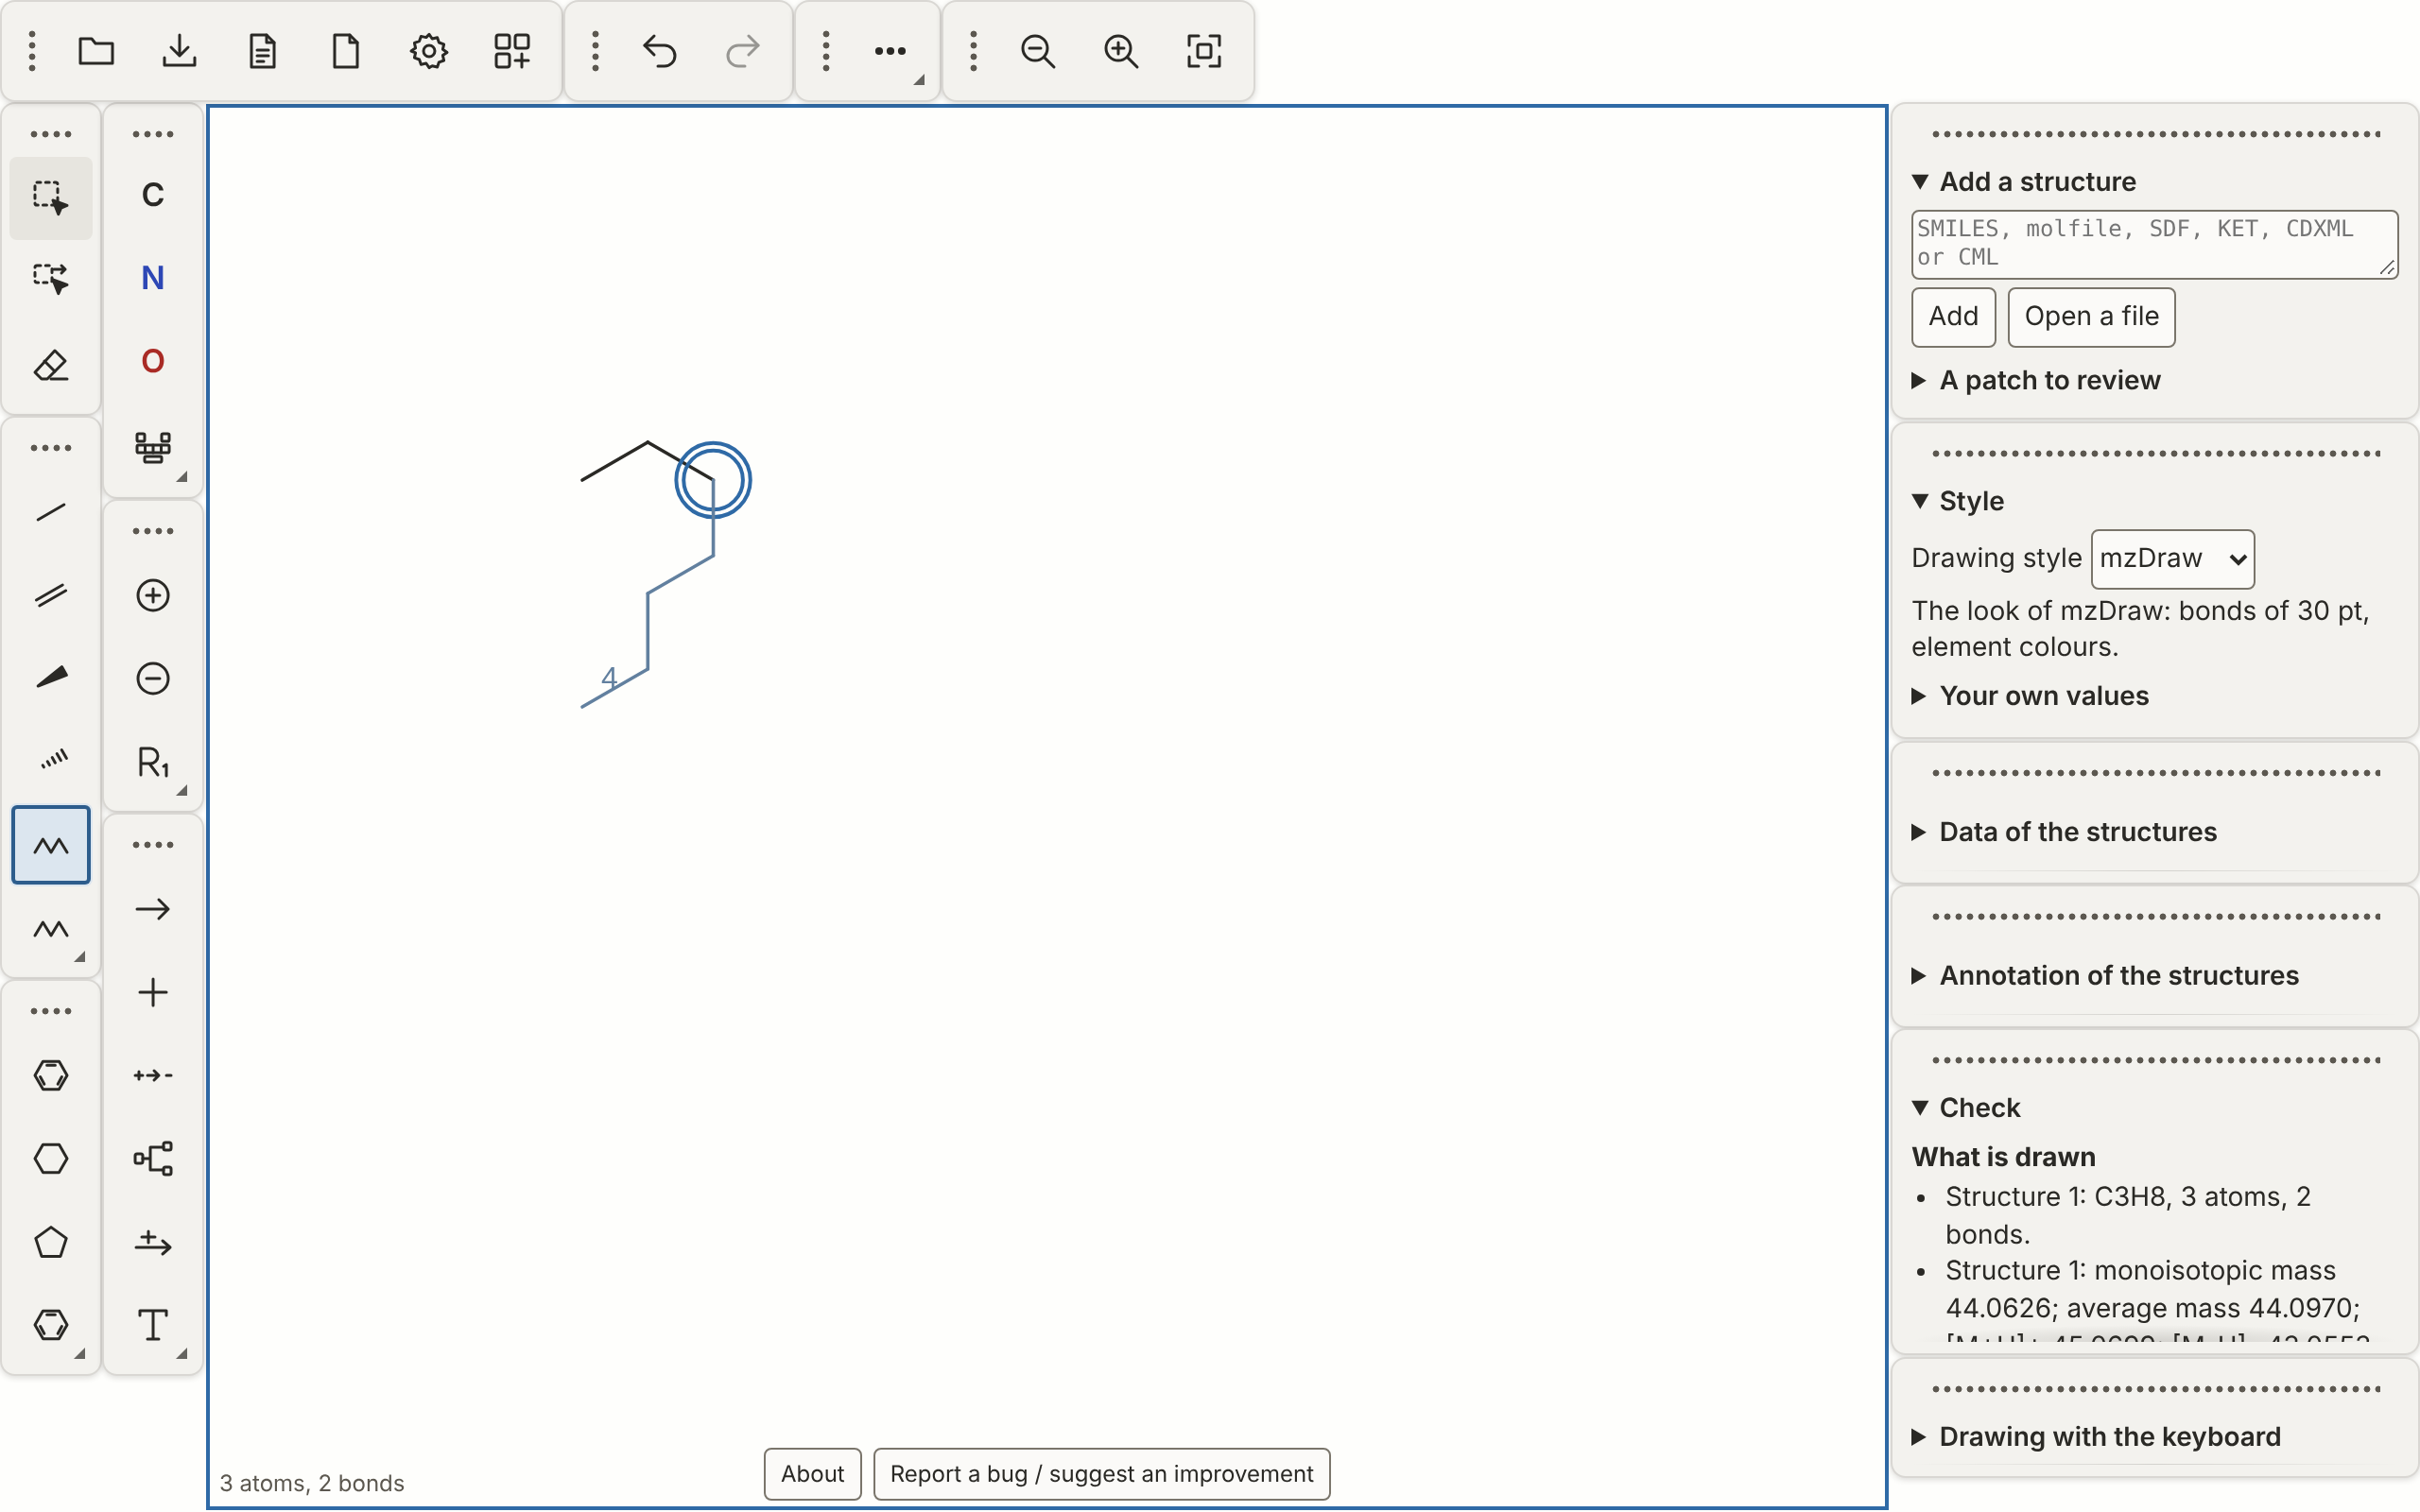 C
N
O
R1
T
4
3 atoms, 2 bonds
About
Report a bug / suggest an improvement
Add a structure
SMILES, molfile, SDF, KET, CDXML
or CML
Add
Open a file
A patch to review
Style
Drawing style
mzDraw
The look of mzDraw: bonds of 30 pt,
element colours.
Your own values
Data of the structures
Annotation of the structures
Check
What is drawn
Structure 1: C3H8, 3 atoms, 2
bonds.
Structure 1: monoisotopic mass
44.0626; average mass 44.0970;
Drawing with the keyboard